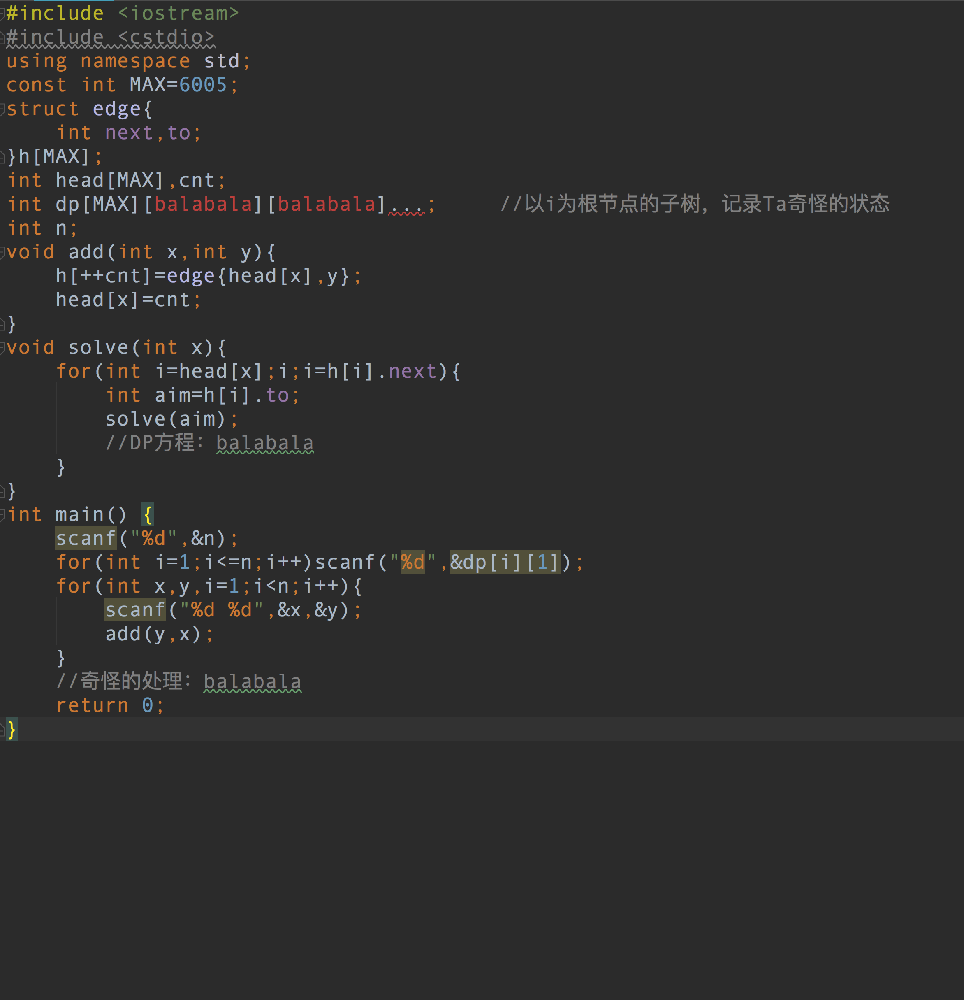 #include <iostream>
#include <cstdio>
using namespace std;
const int MAX=6005;
struct edge{
    int next,to;
}h[MAX];
int head[MAX],cnt;
int dp[MAX][balabala][balabala]...;     //以i为根节点的子树，记录Ta奇怪的状态
int n;
void add(int x,int y){
    h[++cnt]=edge{head[x],y};
    head[x]=cnt;
}
void solve(int x){
    for(int i=head[x];i;i=h[i].next){
        int aim=h[i].to;
        solve(aim);
        //DP方程：balabala
    }
}
int main() {
    scanf("%d",&n);
    for(int i=1;i<=n;i++)scanf("%d",&dp[i][1]);
    for(int x,y,i=1;i<n;i++){
        scanf("%d %d",&x,&y);
        add(y,x);
    }
    //奇怪的处理：balabala
    return 0;
}